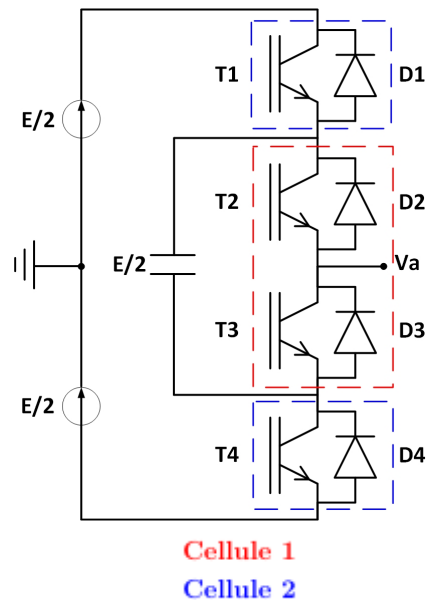 T1 D1
E/2
T2 D2
E/2 Va
T3 D3
E/2
T4 D4
Cellule 1
Cellule 2